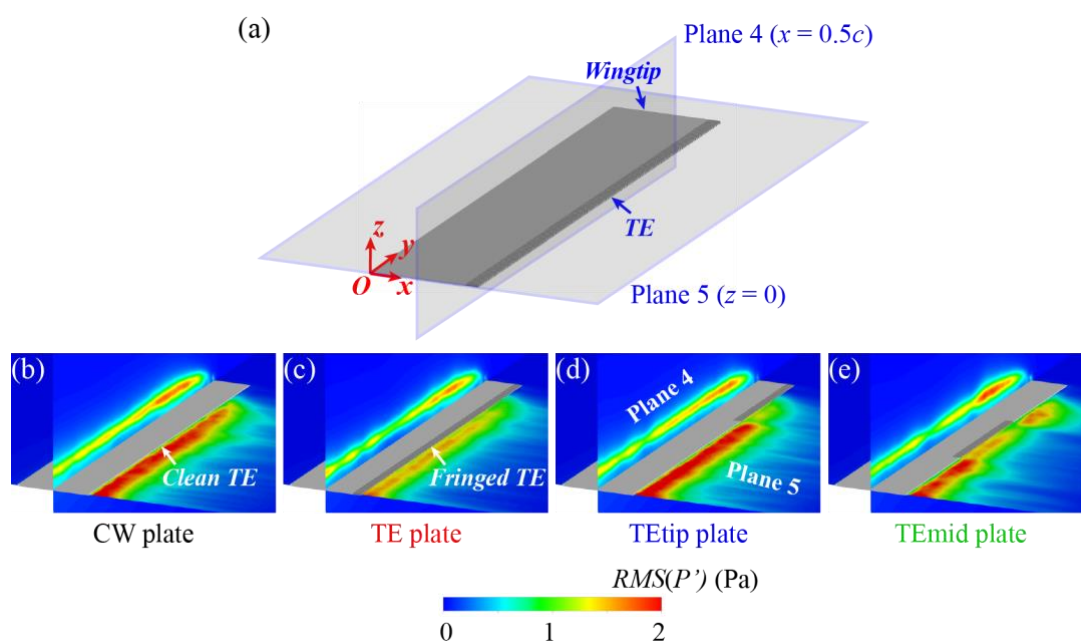 (a)
Plane 4 (x = 0.5c)
Wingtip
TE
z
y
O
x
Plane 5 (z = 0)
(b)
(c)
(d)
(e)
Plane 4
Clean TE
Fringed TE
Plane 5
CW plate
TE plate
TEtip plate
TEmid plate
RMS(P’) (Pa)
0
1
2